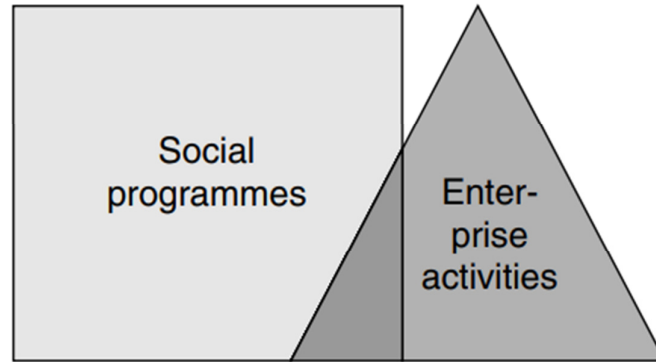 Social
programmes
Enter-
prise
activities